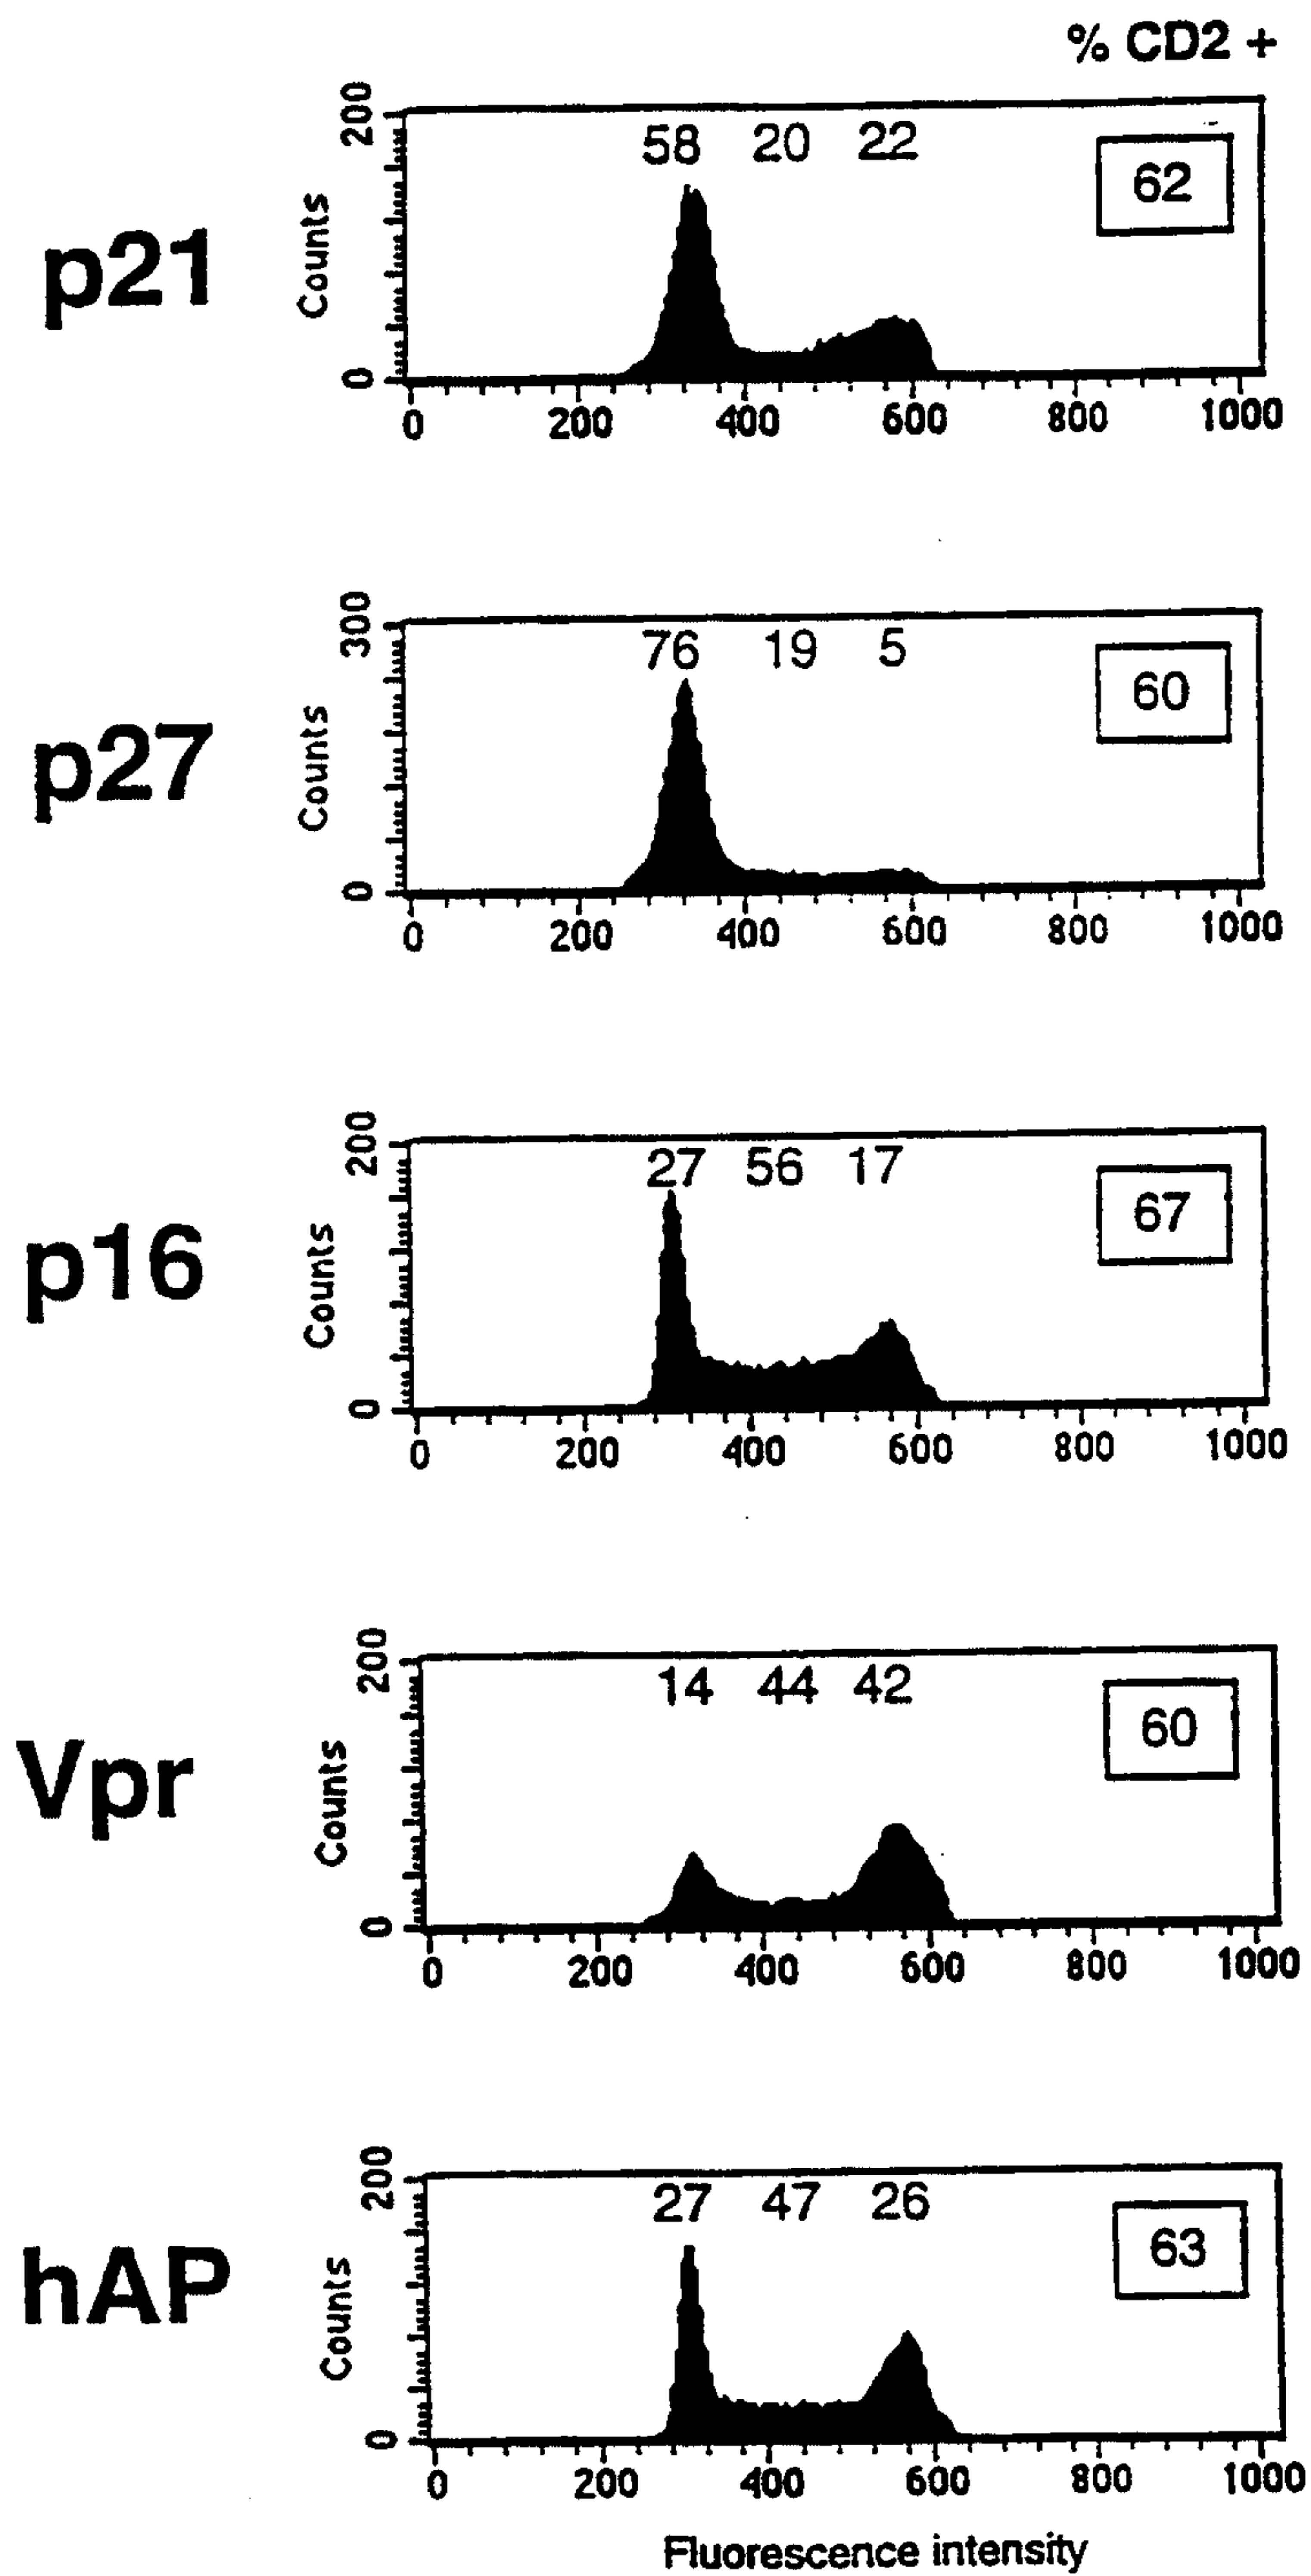 % CD2 +
200
58 20 22
62
p21
Counts
0
0 200 400 600 800 1000
300
76 19 5
60
p27
Counts
0
0 200 400 600 800 1000
200
27 56 17
67
p16
Counts
0
0 200 400 600 800 1000
200
14 44 42
60
Vpr
Counts
0
0 200 400 600 800 1000
200
27 47 26
63
hAP
Counts
0
0 200 400 600 800 1000
Fluorescence intensity